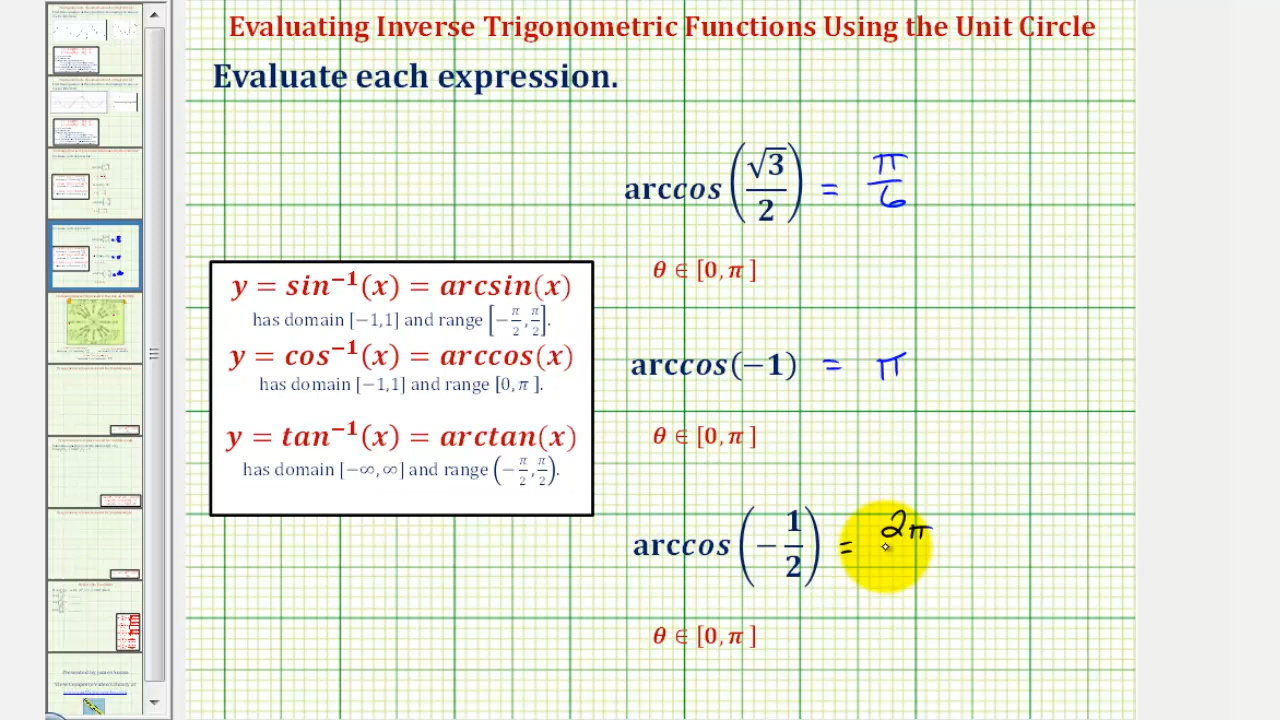 Evaluating Inverse Trigonometric Functions Using the Unit Circle
Evaluate each expression.
arccos(√3/2) = π/6
θ ∈ [0, π ]
y = sin⁻¹(x) = arcsin(x)
has domain [−1,1] and range [−π/2, π/2].
y = cos⁻¹(x) = arccos(x)
has domain [−1,1] and range [0, π ].
y = tan⁻¹(x) = arctan(x)
has domain [−∞,∞] and range (−π/2, π/2).
arccos(−1) = π
θ ∈ [0, π ]
arccos(−1/2) = 2π
θ ∈ [0, π ]